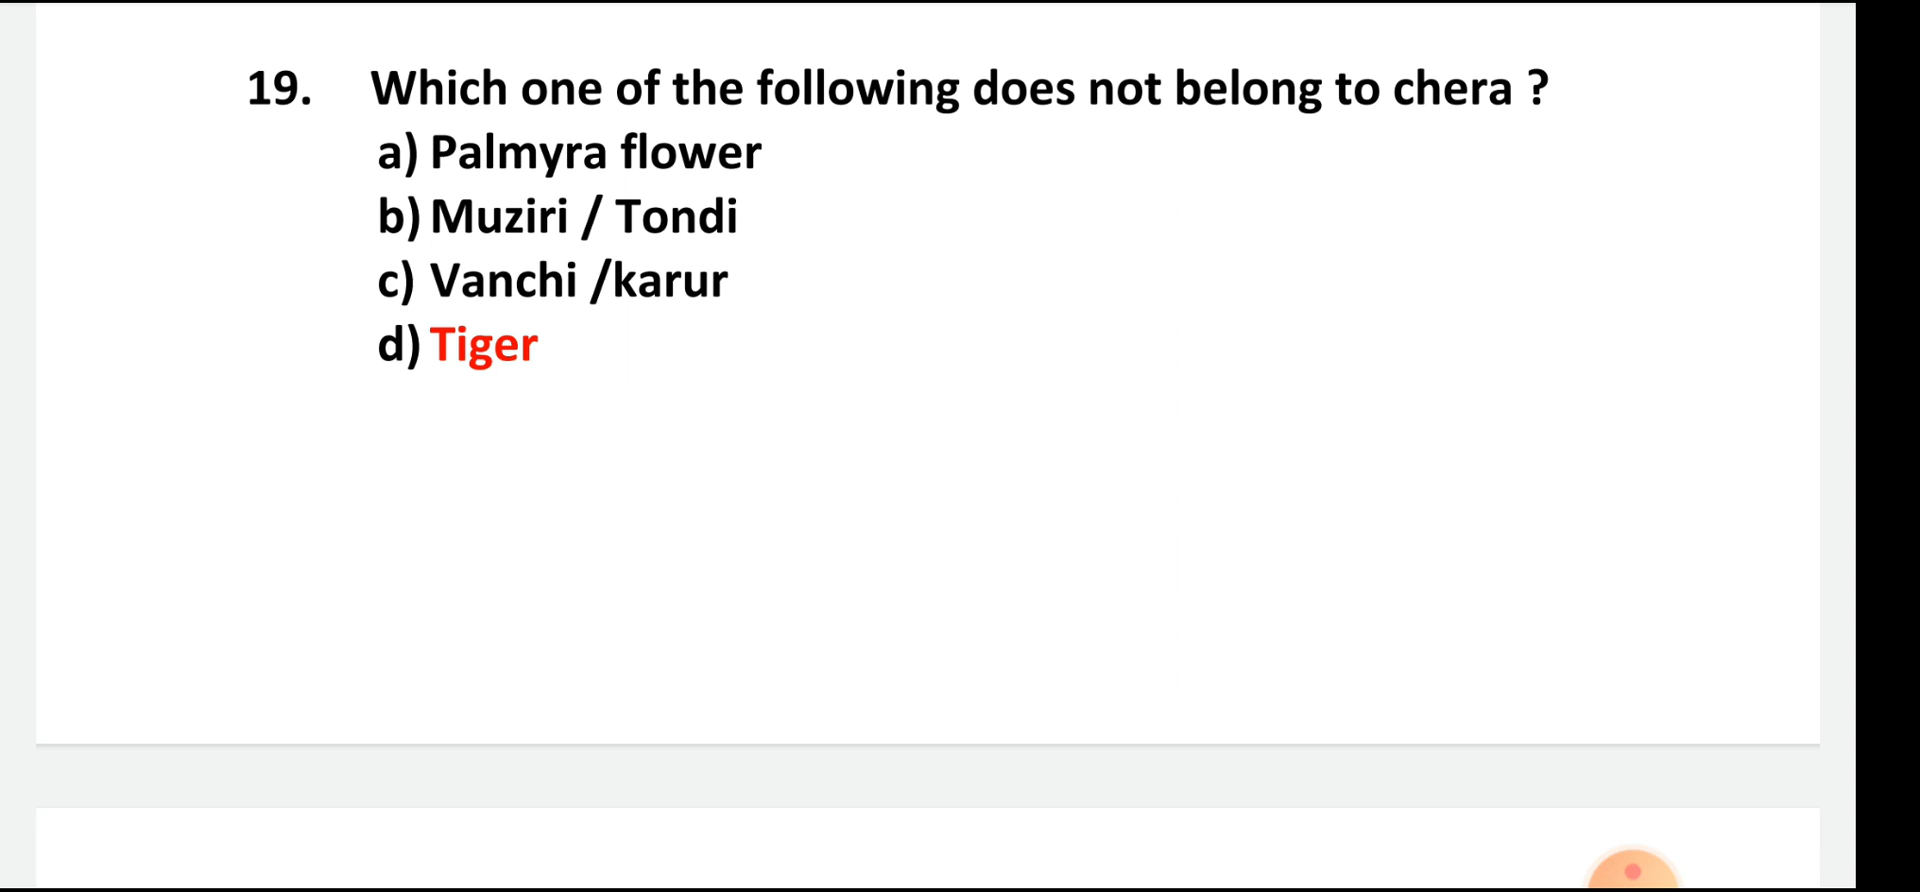 19. Which one of the following does not belong to chera ?
a) Palmyra flower
b) Muziri / Tondi
c) Vanchi /karur
d) Tiger